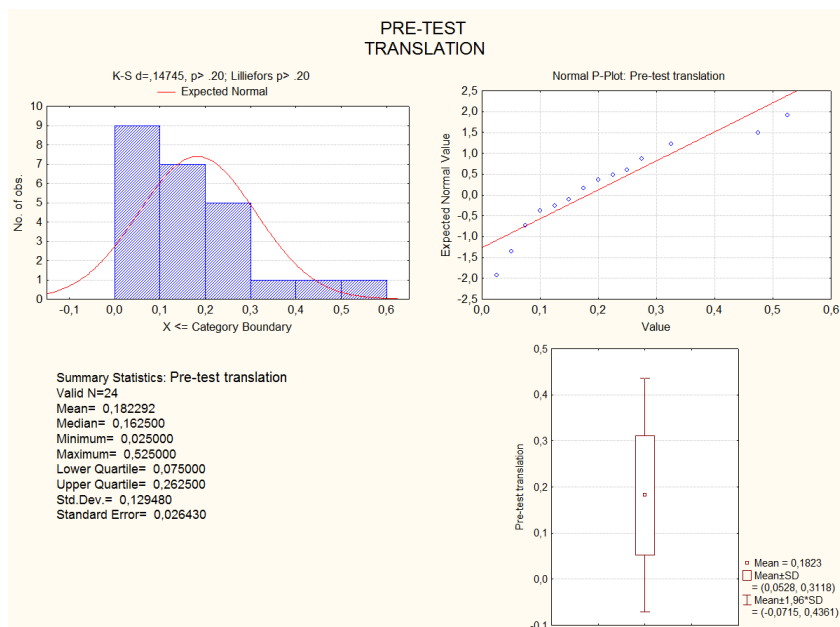 PRE-TEST
TRANSLATION
K-S d=,14745, p> .20; Lilliefors p> .20
Expected Normal
10
9
8
7
6
5
4
3
2
1
0
No. of obs.
-0,1
0,0
0,1
0,2
0,3
0,4
0,5
0,6
X <= Category Boundary
Normal P-Plot: Pre-test translation
2,5
2,0
1,5
1,0
0,5
0,0
-0,5
-1,0
-1,5
-2,0
-2,5
Expected Normal Value
0,0
0,1
0,2
0,3
0,4
0,5
0,6
Value
Summary Statistics: Pre-test translation
Valid N=24
Mean= 0,182292
Median= 0,162500
Minimum= 0,025000
Maximum= 0,525000
Lower Quartile= 0,075000
Upper Quartile= 0,262500
Std.Dev.= 0,129480
Standard Error= 0,026430
0,5
0,4
0,3
0,2
0,1
0,0
-0,1
Pre-test translation
Mean = 0,1823
Mean±SD
= (0,0528, 0,3118)
Mean±1,96*SD
= (-0,0715, 0,4361)